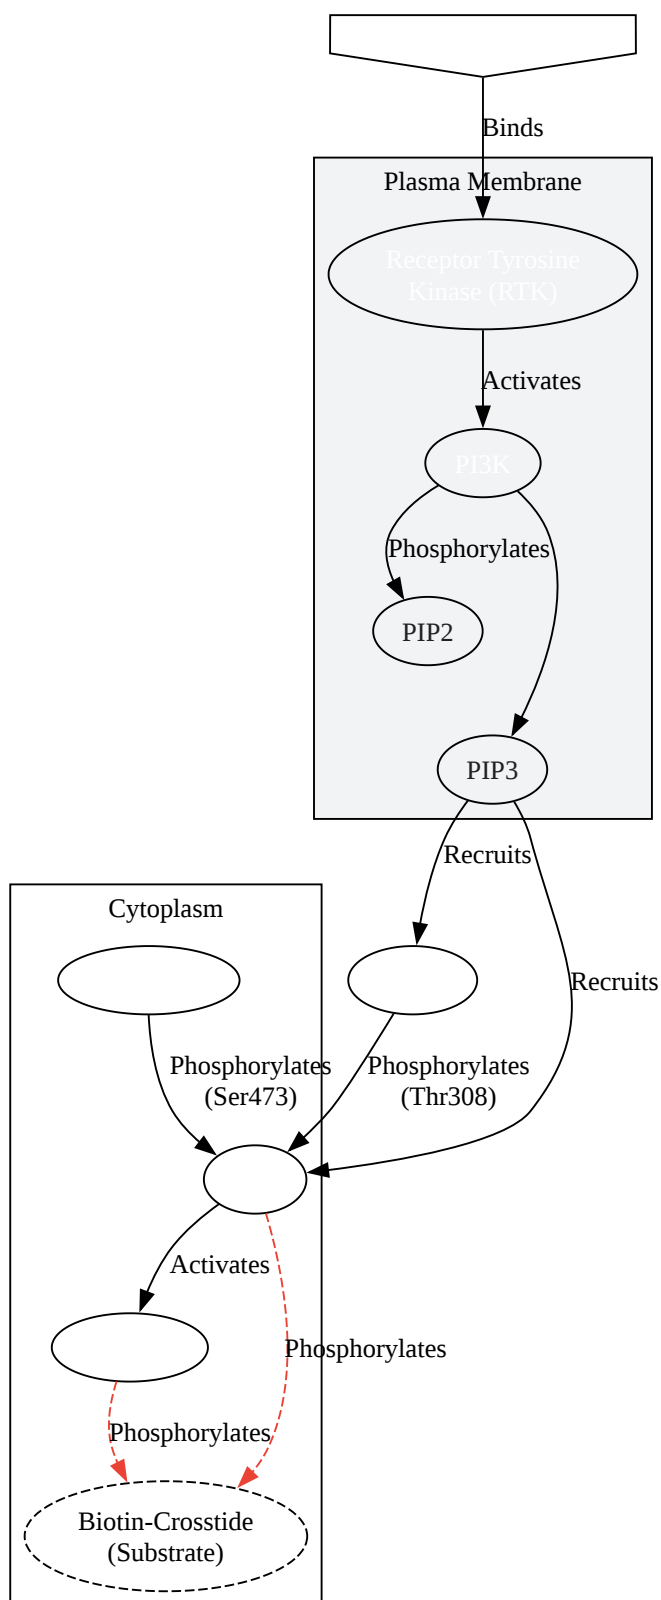 Binds
Plasma Membrane
Receptor Tyrosine
Kinase (RTK)
Activates
PI3K
Phosphorylates
PIP2
PIP3
Recruits
Cytoplasm
Recruits
Phosphorylates
(Ser473)
Phosphorylates
(Thr308)
Activates
Phosphorylates
Phosphorylates
Biotin-Crosstide
(Substrate)